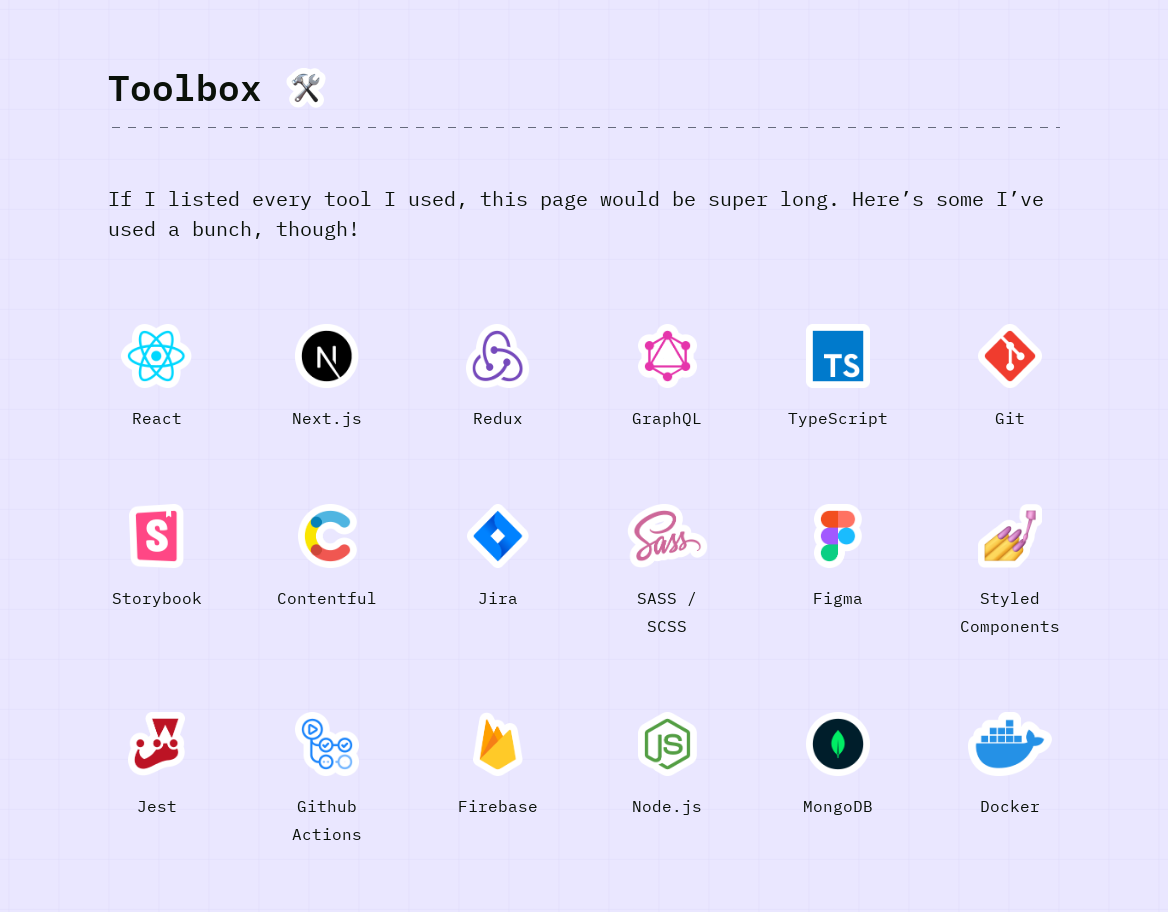 Toolbox
If I listed every tool I used, this page would be super long. Here’s some I’ve
used a bunch, though!
N
TS
React
Next.js
Redux
GraphQL
TypeScript
Git
S
Sass
Storybook
Contentful
Jira
SASS /
SCSS
Figma
Styled
Components
JS
Jest
Github
Actions
Firebase
Node.js
MongoDB
Docker